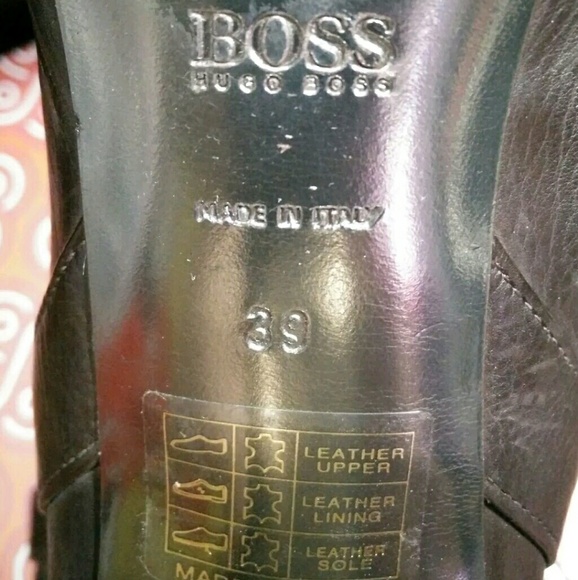 BOSS
HUGO BOSS
MADE IN ITALY
39
LEATHER
UPPER
LEATHER
LINING
LEATHER
SOLE